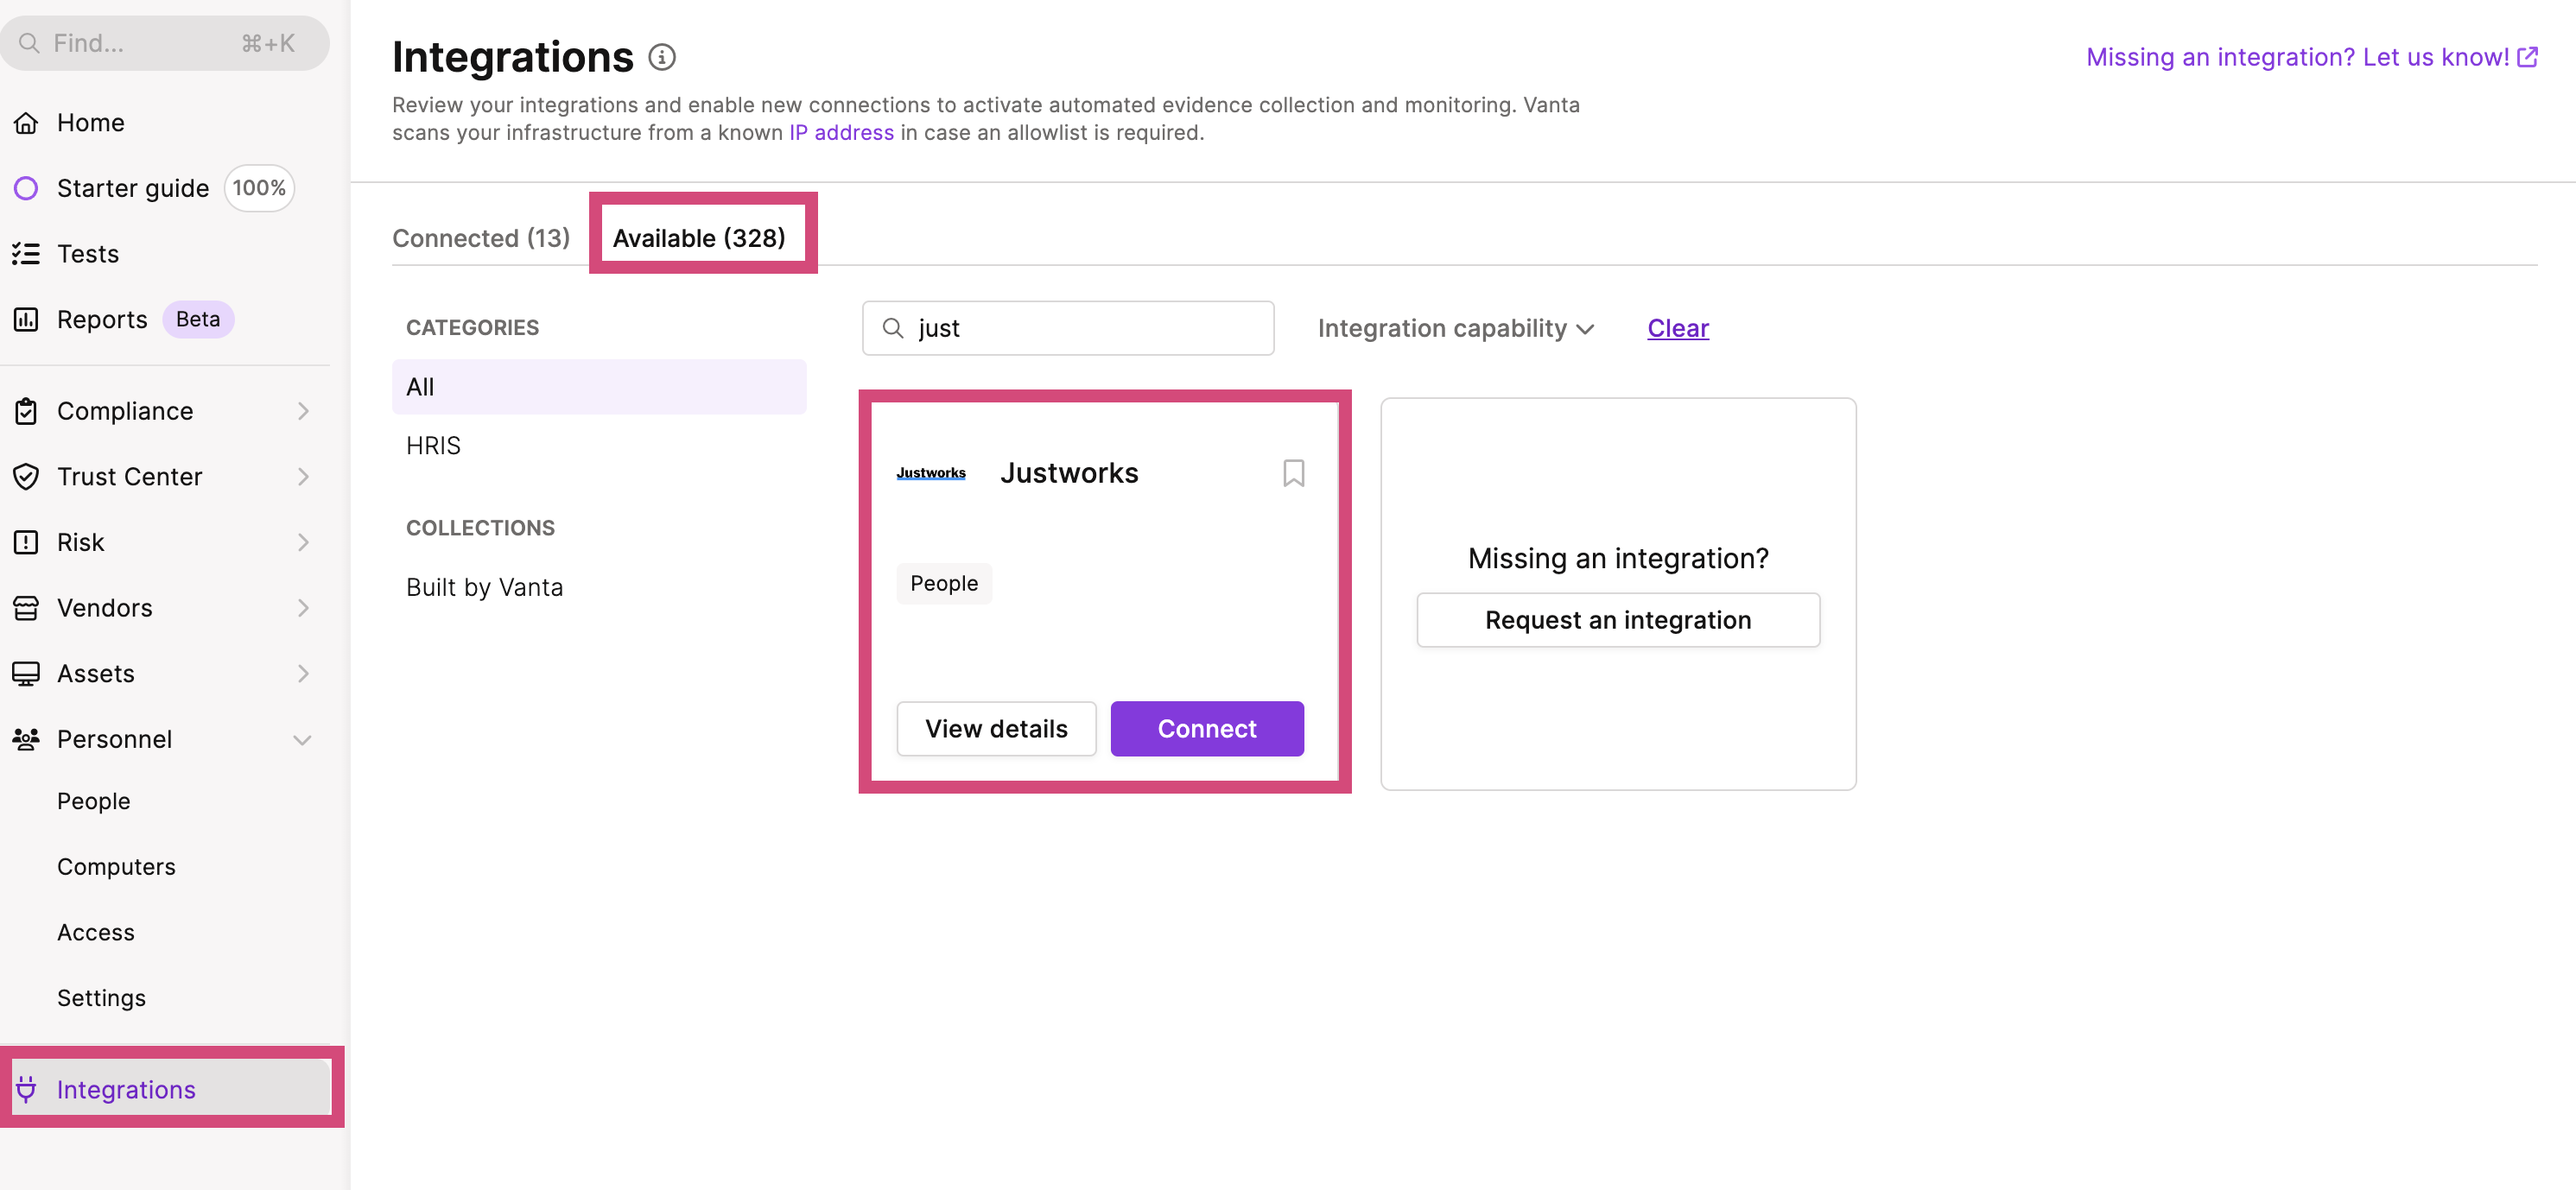 Find... ⌘+K
Home
Starter guide 100%
Tests
Reports Beta
Compliance
Trust Center
Risk
Vendors
Assets
Personnel
People
Computers
Access
Settings
Integrations
Integrations
Missing an integration? Let us know!
Review your integrations and enable new connections to activate automated evidence collection and monitoring. Vanta
scans your infrastructure from a known IP address in case an allowlist is required.
Connected (13) Available (328)
CATEGORIES
All
HRIS
COLLECTIONS
Built by Vanta
just Integration capability Clear
Justworks Justworks
People
View details Connect
Missing an integration?
Request an integration